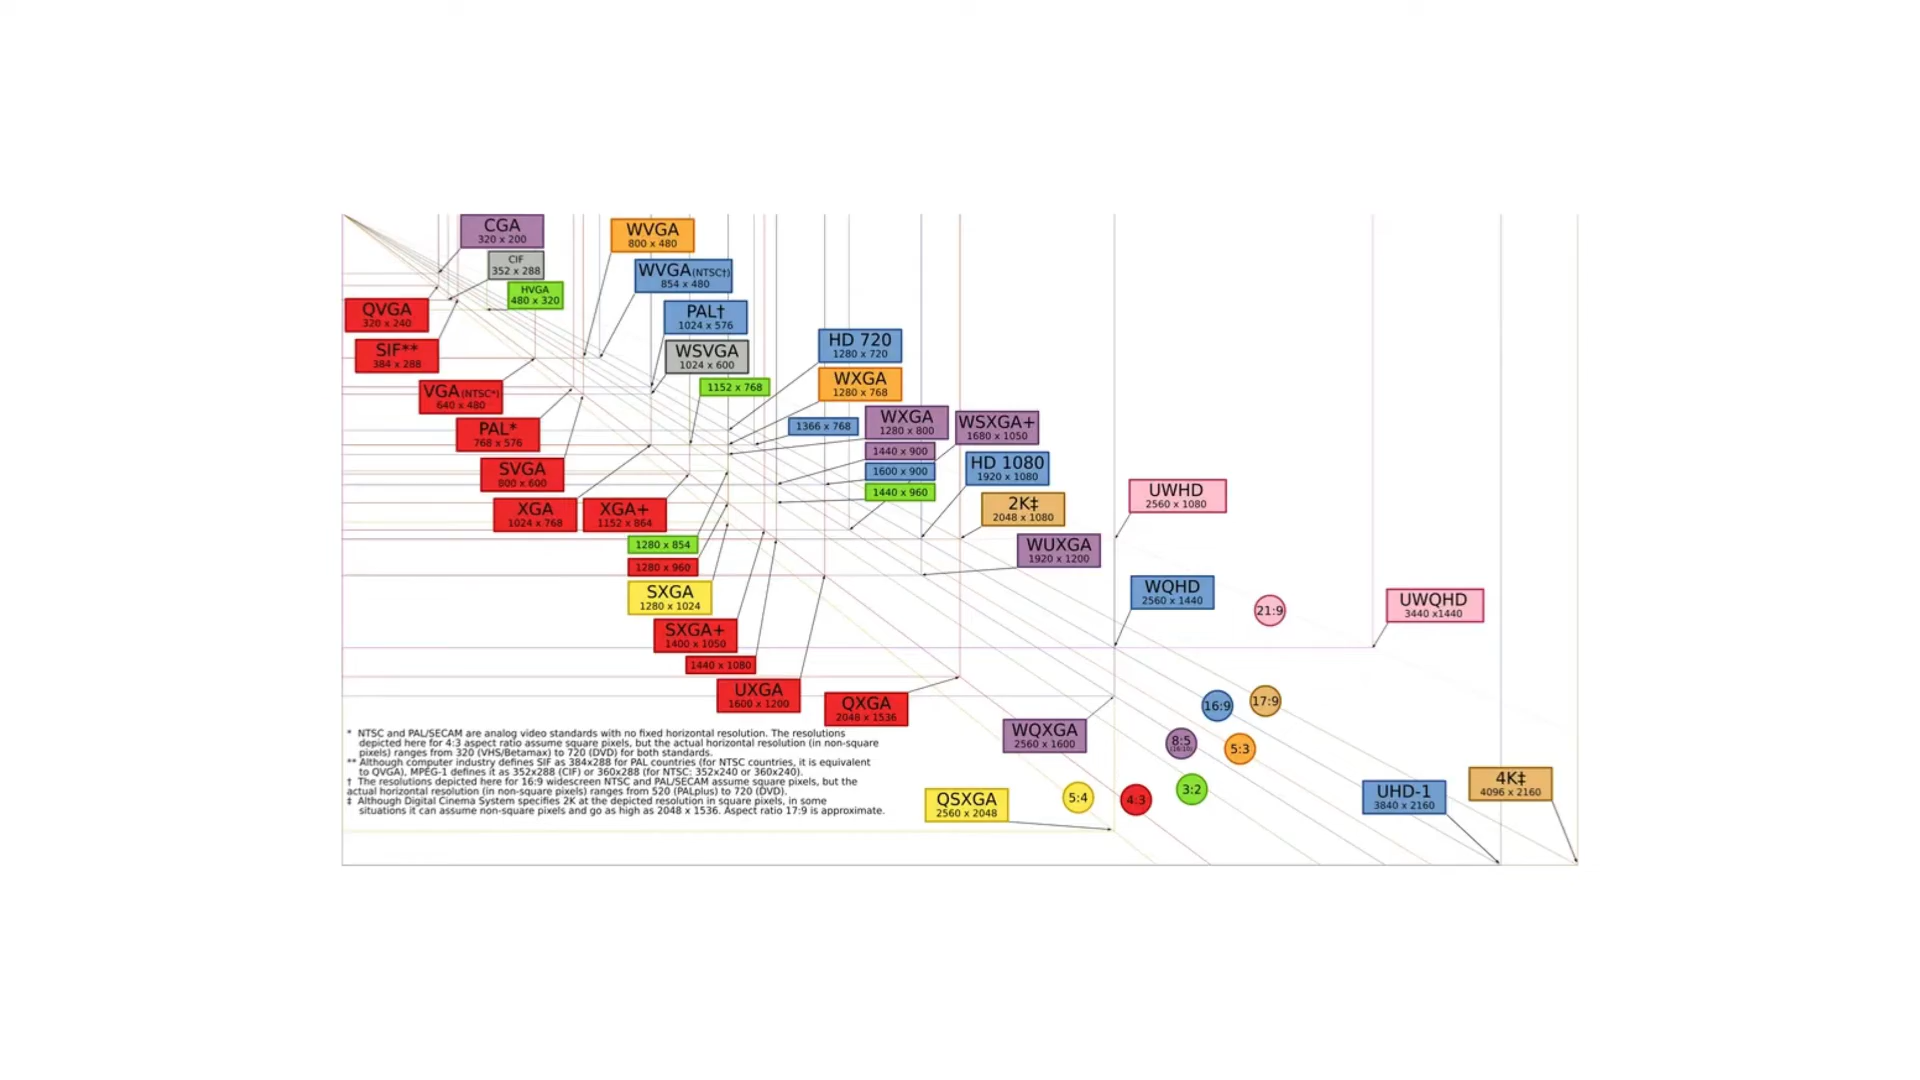 CGA
320 x 200
CIF
352 x 288
HVGA
480 x 320
QVGA
320 x 240
SIF**
384 x 288
VGA(NTSC*)
640 x 480
PAL*
768 x 576
SVGA
800 x 600
XGA
1024 x 768
XGA+
1152 x 864
WVGA
800 x 480
WVGA(NTSC†)
854 x 480
PAL†
1024 x 576
WSVGA
1024 x 600
1152 x 768
HD 720
1280 x 720
WXGA
1280 x 768
1366 x 768
WXGA
1280 x 800
WSXGA+
1680 x 1050
1440 x 900
1600 x 900
1440 x 960
HD 1080
1920 x 1080
2K‡
2048 x 1080
WUXGA
1920 x 1200
UWHD
2560 x 1080
1280 x 854
1280 x 960
SXGA
1280 x 1024
SXGA+
1400 x 1050
1440 x 1080
UXGA
1600 x 1200
QXGA
2048 x 1536
WQHD
2560 x 1440
21:9
UWQHD
3440 x1440
WQXGA
2560 x 1600
16:9
17:9
8:5
(16:10)
5:3
5:4
4:3
3:2
QSXGA
2560 x 2048
UHD-1
3840 x 2160
4K‡
4096 x 2160
* NTSC and PAL/SECAM are analog video standards with no fixed horizontal resolution. The resolutions
depicted here for 4:3 aspect ratio assume square pixels, but the actual horizontal resolution (in non-square
pixels) ranges from 320 (VHS/Betamax) to 720 (DVD) for both standards.
** Although computer industry defines SIF as 384x288 for PAL countries (for NTSC countries, it is equivalent
to QVGA), MPEG-1 defines it as 352x288 (CIF) or 360x288 (for NTSC: 352x240 or 360x240).
† The resolutions depicted here for 16:9 widescreen NTSC and PAL/SECAM assume square pixels, but the
actual horizontal resolution (in non-square pixels) ranges from 520 (PALplus) to 720 (DVD).
‡ Although Digital Cinema System specifies 2K at the depicted resolution in square pixels, in some
situations it can assume non-square pixels and go as high as 2048 x 1536. Aspect ratio 17:9 is approximate.